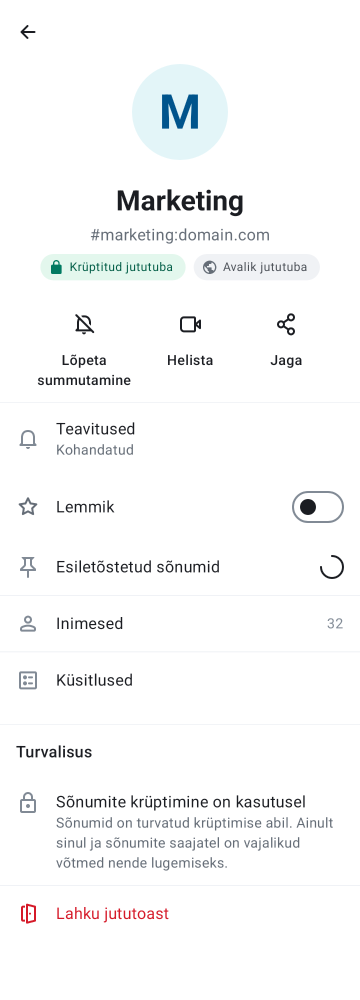 M
Marketing
#marketing:domain.com
Krüptitud jututuba
Avalik jututuba
Lõpeta
summutamine
Helista
Jaga
Teavitused
Kohandatud
Lemmik
Esiletõstetud sõnumid
Inimesed 32
Küsitlused
Turvalisus
Sõnumite krüptimine on kasutusel
Sõnumid on turvatud krüptimise abil. Ainult
sinul ja sõnumite saajatel on vajalikud
võtmed nende lugemiseks.
Lahku jututoast